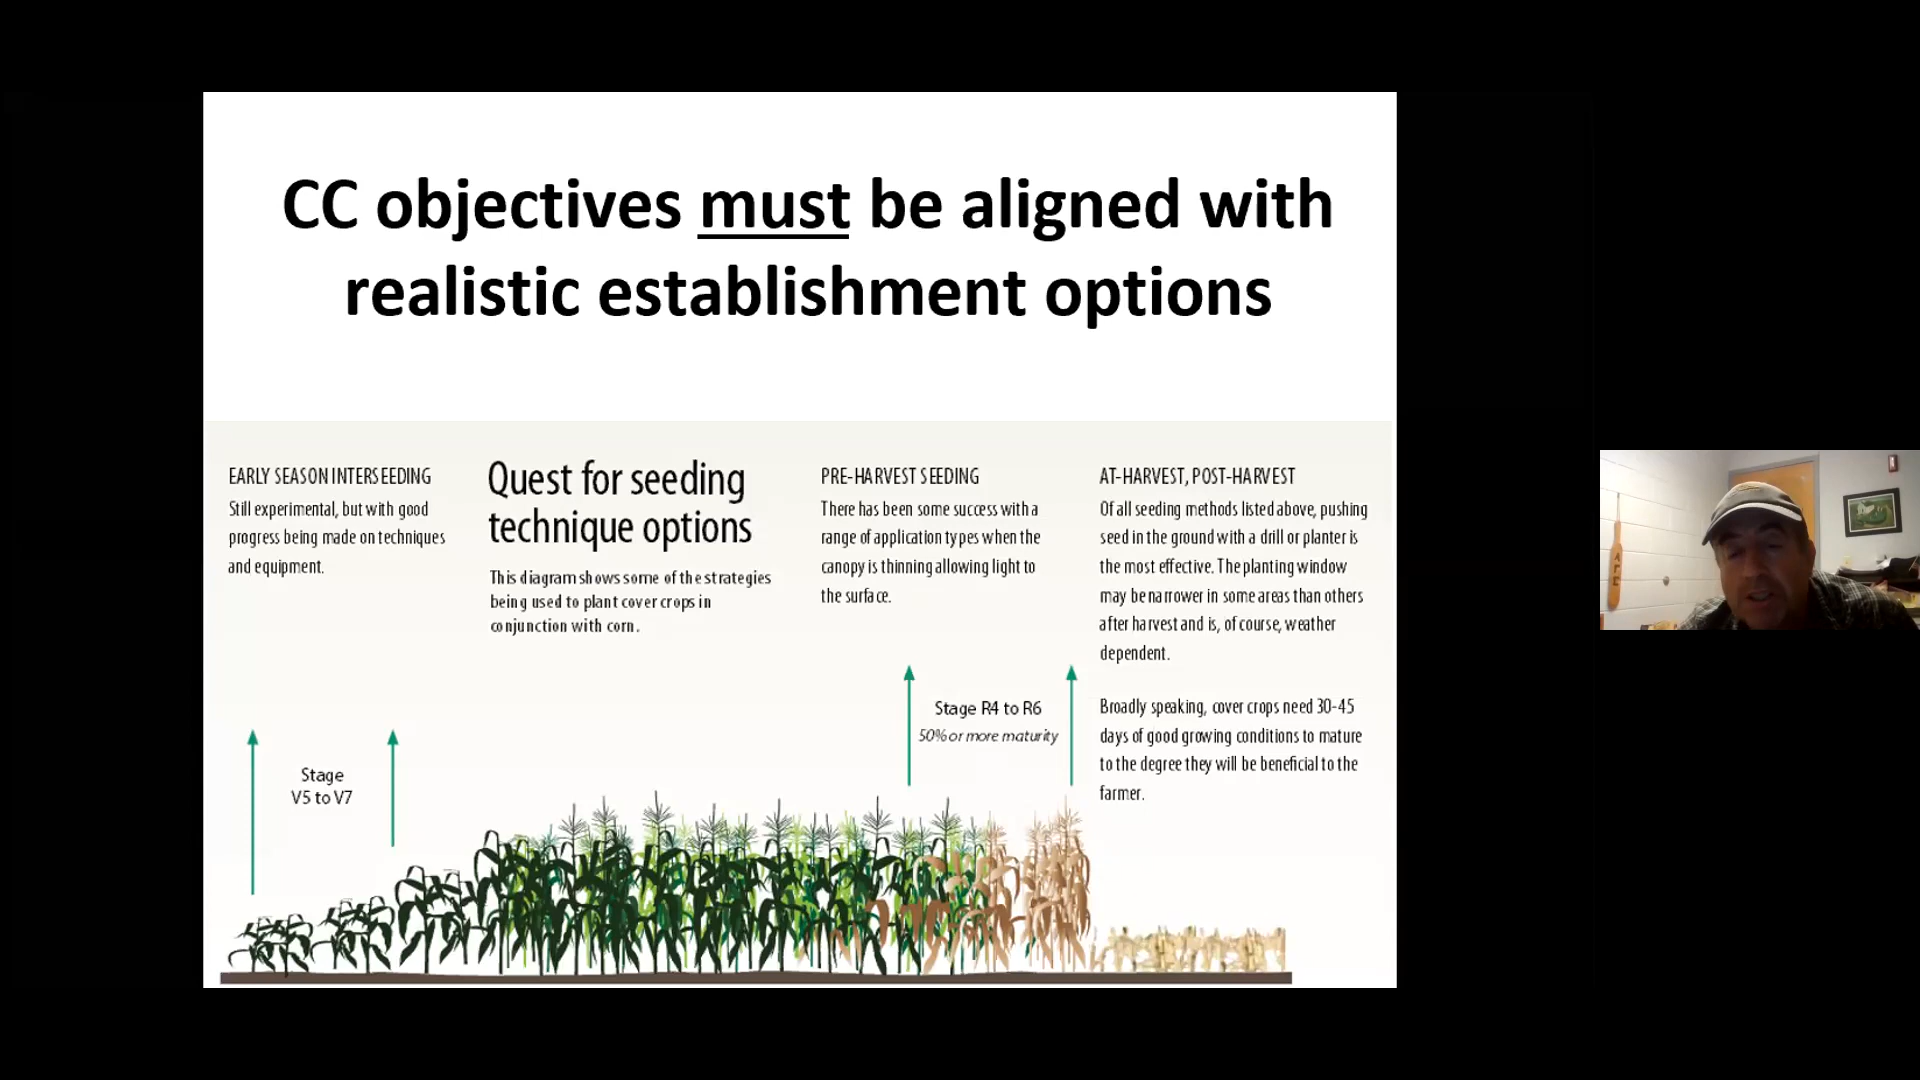 CC objectives must be aligned with
realistic establishment options
EARLY SEASON INTERSEEDING
Still experimental, but with good
progress being made on techniques
and equipment.
Quest for seeding
technique options
This diagram shows some of the strategies
being used to plant cover crops in
conjunction with corn.
PRE-HARVEST SEEDING
There has been some success with a
range of application types when the
canopy is thinning allowing light to
the surface.
AT-HARVEST, POST-HARVEST
Of all seeding methods listed above, pushing
seed in the ground with a drill or planter is
the most effective. The planting window
may be narrower in some areas than others
after harvest and is, of course, weather
dependent.
Broadly speaking, cover crops need 30-45
days of good growing conditions to mature
to the degree they will be beneficial to the
farmer.
Stage
V5 to V7
Stage R4 to R6
50% or more maturity